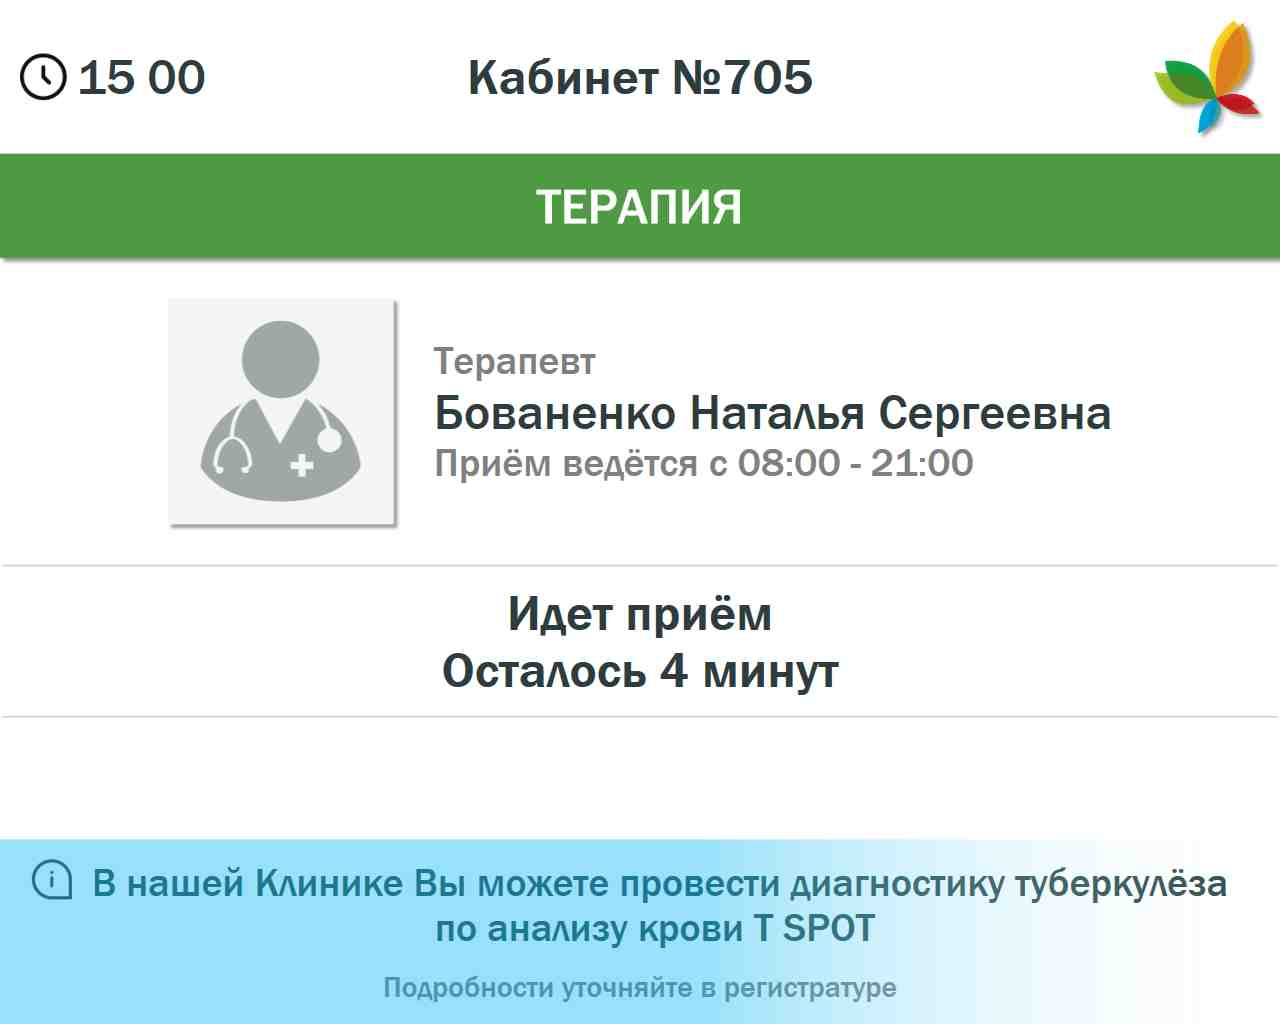 15 00
Кабинет №705
ТЕРАПИЯ
Терапевт
Бованенко Наталья Сергеевна
Приём ведётся с 08:00 - 21:00
Идет приём
Осталось 4 минут
В нашей Клинике Вы можете провести диагностику туберкулёза
по анализу крови T SPOT
Подробности уточняйте в регистратуре